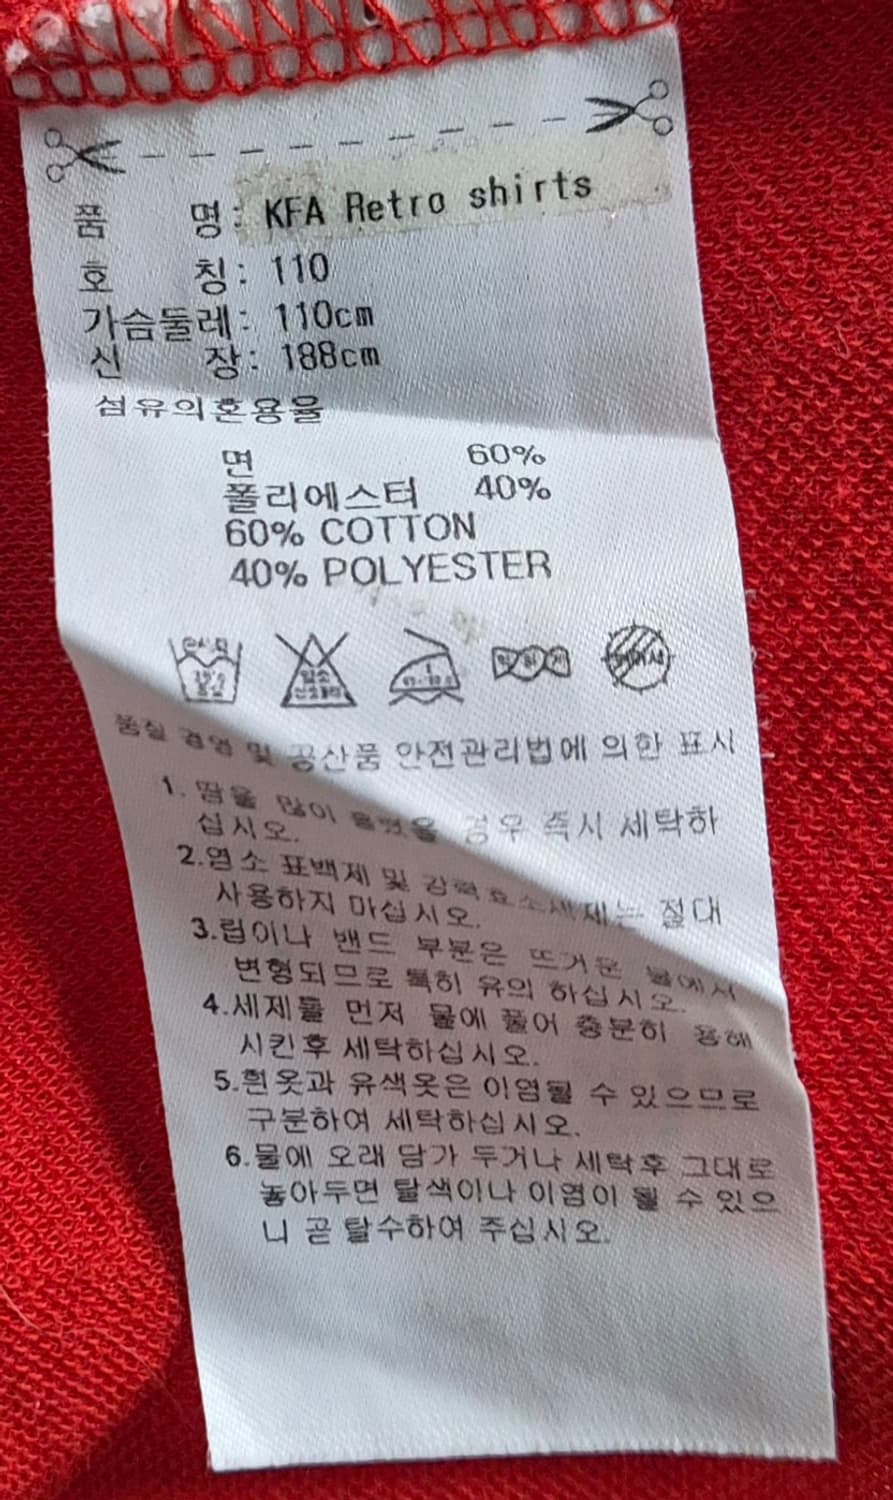 품 명: KFA Retro shirts
호 칭: 110
가슴둘레: 110cm
신 장: 188cm
섬유의혼용율
면 60%
폴리에스터 40%
60% COTTON
40% POLYESTER
품질 경영 및 공산품 안전관리법에 의한 표시
1. 땀을 많이 흘렸을 경우 즉시 세탁하
십시오.
2.염소 표백제 및 강력효소세제는 절대
사용하지 마십시오.
3.립이나 밴드 부분은 뜨거운 물에서
변형되므로 특히 유의 하십시오.
4.세제를 먼저 물에 풀어 충분히 용해
시킨후 세탁하십시오.
5.흰옷과 유색옷은 이염될 수 있으므로
구분하여 세탁하십시오.
6.물에 오래 담가 두거나 세탁후 그대로
놓아두면 탈색이나 이염이 될 수 있으
니 곧 탈수하여 주십시오.